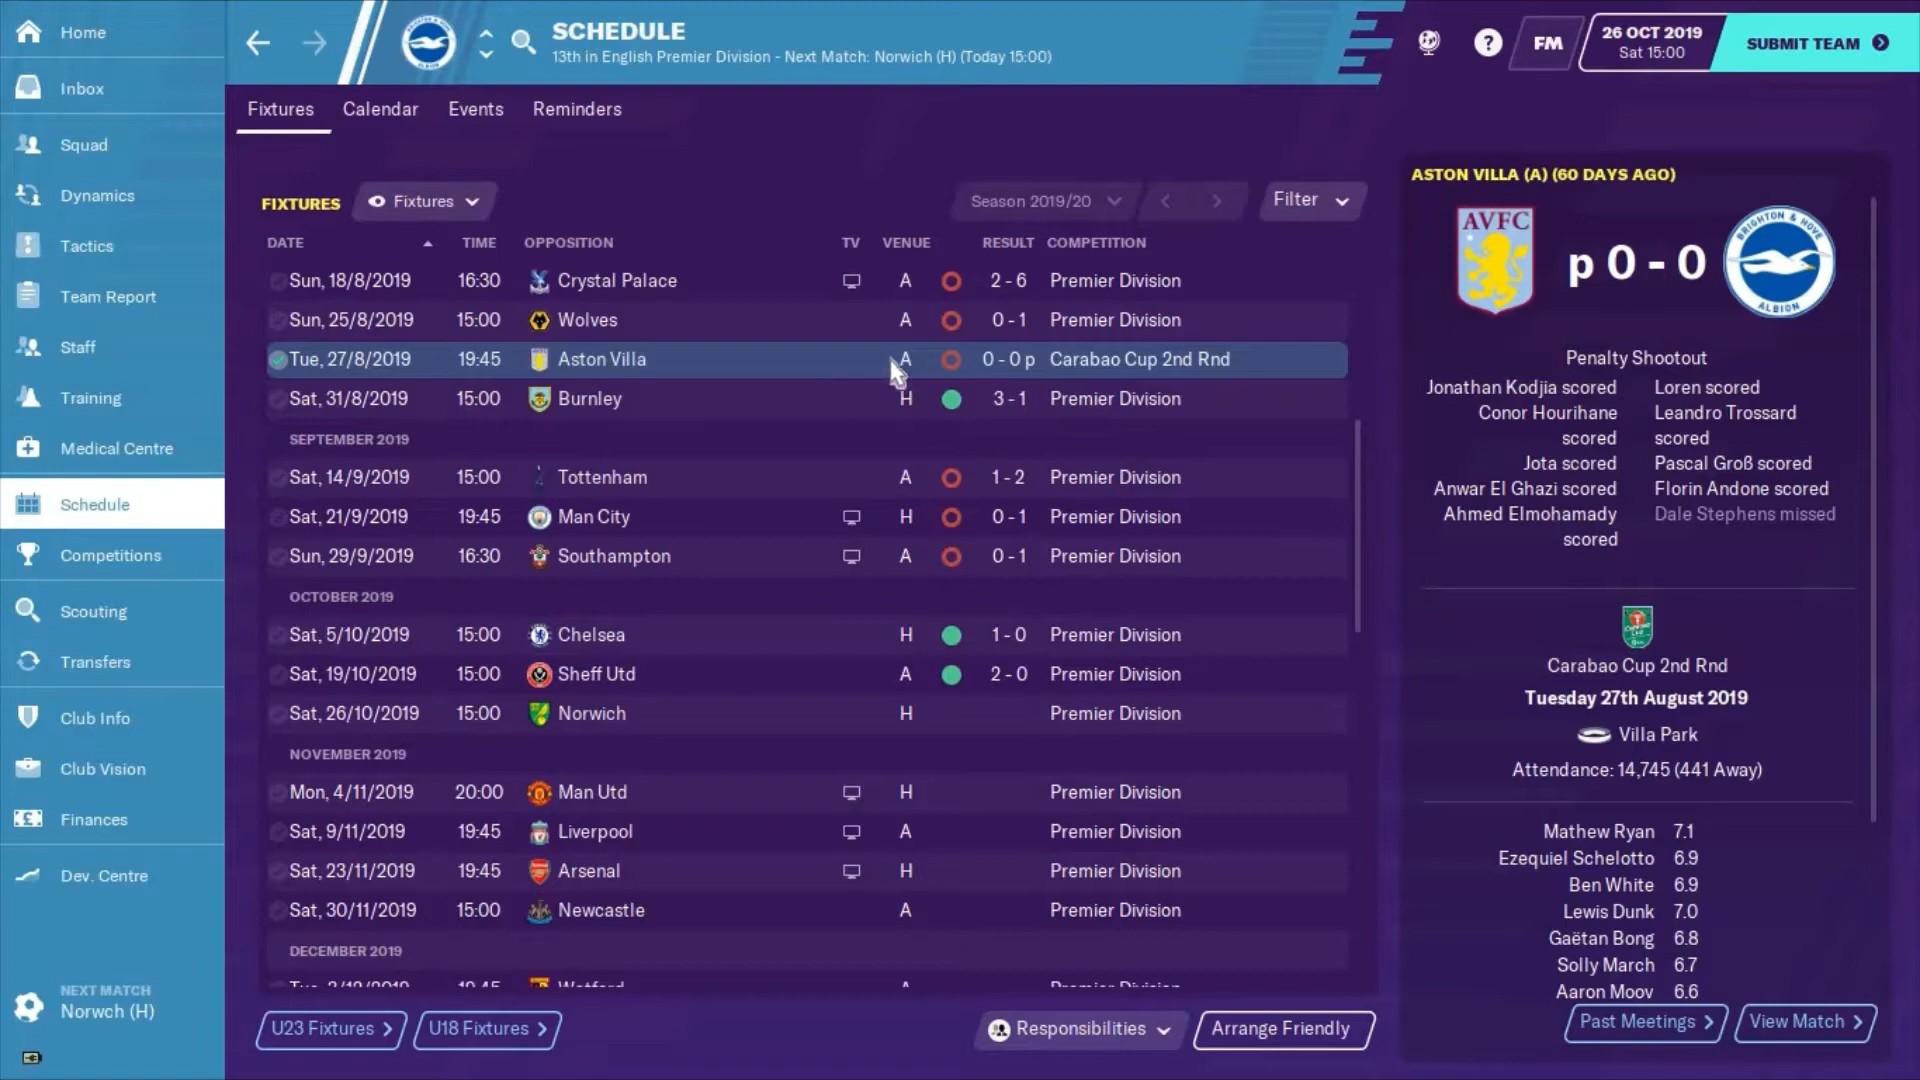 Home
Inbox
Squad
Dynamics
Tactics
Team Report
Staff
Training
Medical Centre
Schedule
Competitions
Scouting
Transfers
Club Info
Club Vision
Finances
Dev. Centre
NEXT MATCH
Norwch (H)
SCHEDULE
13th in English Premier Division - Next Match: Norwich (H) (Today 15:00)
FM
26 OCT 2019
Sat 15:00
SUBMIT TEAM
Fixtures Calendar Events Reminders
FIXTURES Fixtures Season 2019/20 Filter
DATE TIME OPPOSITION TV VENUE RESULT COMPETITION
Sun, 18/8/2019 16:30 Crystal Palace A 2 - 6 Premier Division
Sun, 25/8/2019 15:00 Wolves A 0 - 1 Premier Division
Tue, 27/8/2019 19:45 Aston Villa A 0 - 0 p Carabao Cup 2nd Rnd
Sat, 31/8/2019 15:00 Burnley H 3 - 1 Premier Division
SEPTEMBER 2019
Sat, 14/9/2019 15:00 Tottenham A 1 - 2 Premier Division
Sat, 21/9/2019 19:45 Man City H 0 - 1 Premier Division
Sun, 29/9/2019 16:30 Southampton A 0 - 1 Premier Division
OCTOBER 2019
Sat, 5/10/2019 15:00 Chelsea H 1 - 0 Premier Division
Sat, 19/10/2019 15:00 Sheff Utd A 2 - 0 Premier Division
Sat, 26/10/2019 15:00 Norwich H Premier Division
NOVEMBER 2019
Mon, 4/11/2019 20:00 Man Utd H Premier Division
Sat, 9/11/2019 19:45 Liverpool A Premier Division
Sat, 23/11/2019 19:45 Arsenal H Premier Division
Sat, 30/11/2019 15:00 Newcastle A Premier Division
DECEMBER 2019
U23 Fixtures U18 Fixtures Responsibilities Arrange Friendly
ASTON VILLA (A) (60 DAYS AGO)
AVFC
p 0 - 0
BRIGHTON & HOVE
ALBION
Penalty Shootout
Jonathan Kodjia scored Loren scored
Conor Hourihane Leandro Trossard
scored scored
Jota scored Pascal Groß scored
Anwar El Ghazi scored Florin Andone scored
Ahmed Elmohamady Dale Stephens missed
scored
Carabao Cup 2nd Rnd
Tuesday 27th August 2019
Villa Park
Attendance: 14,745 (441 Away)
Mathew Ryan 7.1
Ezequiel Schelotto 6.9
Ben White 6.9
Lewis Dunk 7.0
Gaëtan Bong 6.8
Solly March 6.7
Aaron Mooy 6.6
Past Meetings View Match